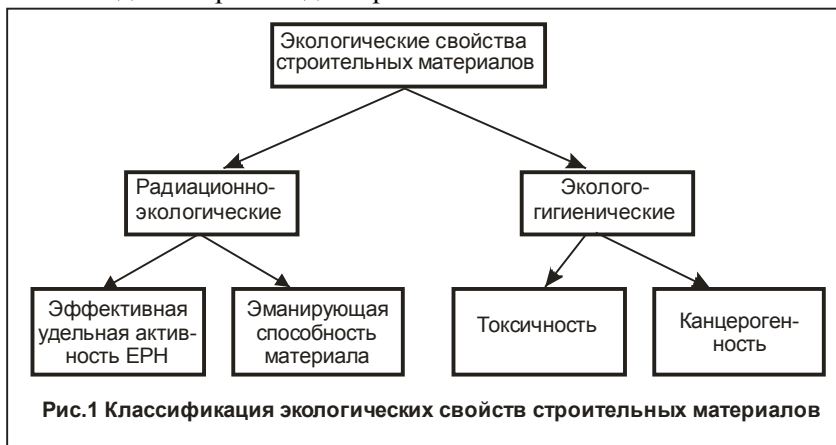 Экологические свойства
строительных материалов
Радиационно-
экологические
Эколого-
гигиенические
Эффективная
удельная актив-
ность ЕРН
Эманирующая
способность
материала
Токсичность
Канцероген-
ность
Рис.1 Классификация экологических свойств строительных материалов